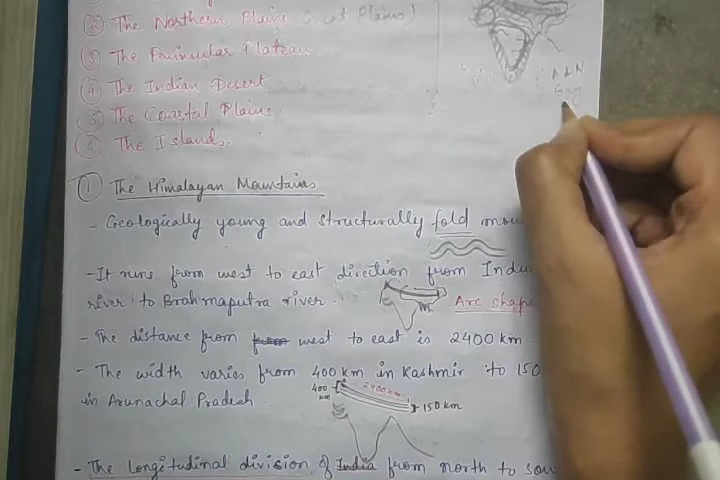 ② The Northern Plains (Great Plains)
③ The Peninsular Plateau
④ The Indian Desert
⑤ The Coastal Plains
⑥ The Islands.
A & N
① The Himalayan Mountains
- Geologically young and structurally fold
- It runs from west to east direction from Indu
river to Brahmaputra river.
Arc shape
- The distance from west to east is 2400 km.
- The width varies from 400 km in Kashmir to 150
in Arunachal Pradesh.
400 km
2400 km
150 km
- The longitudinal division of India from north to sou